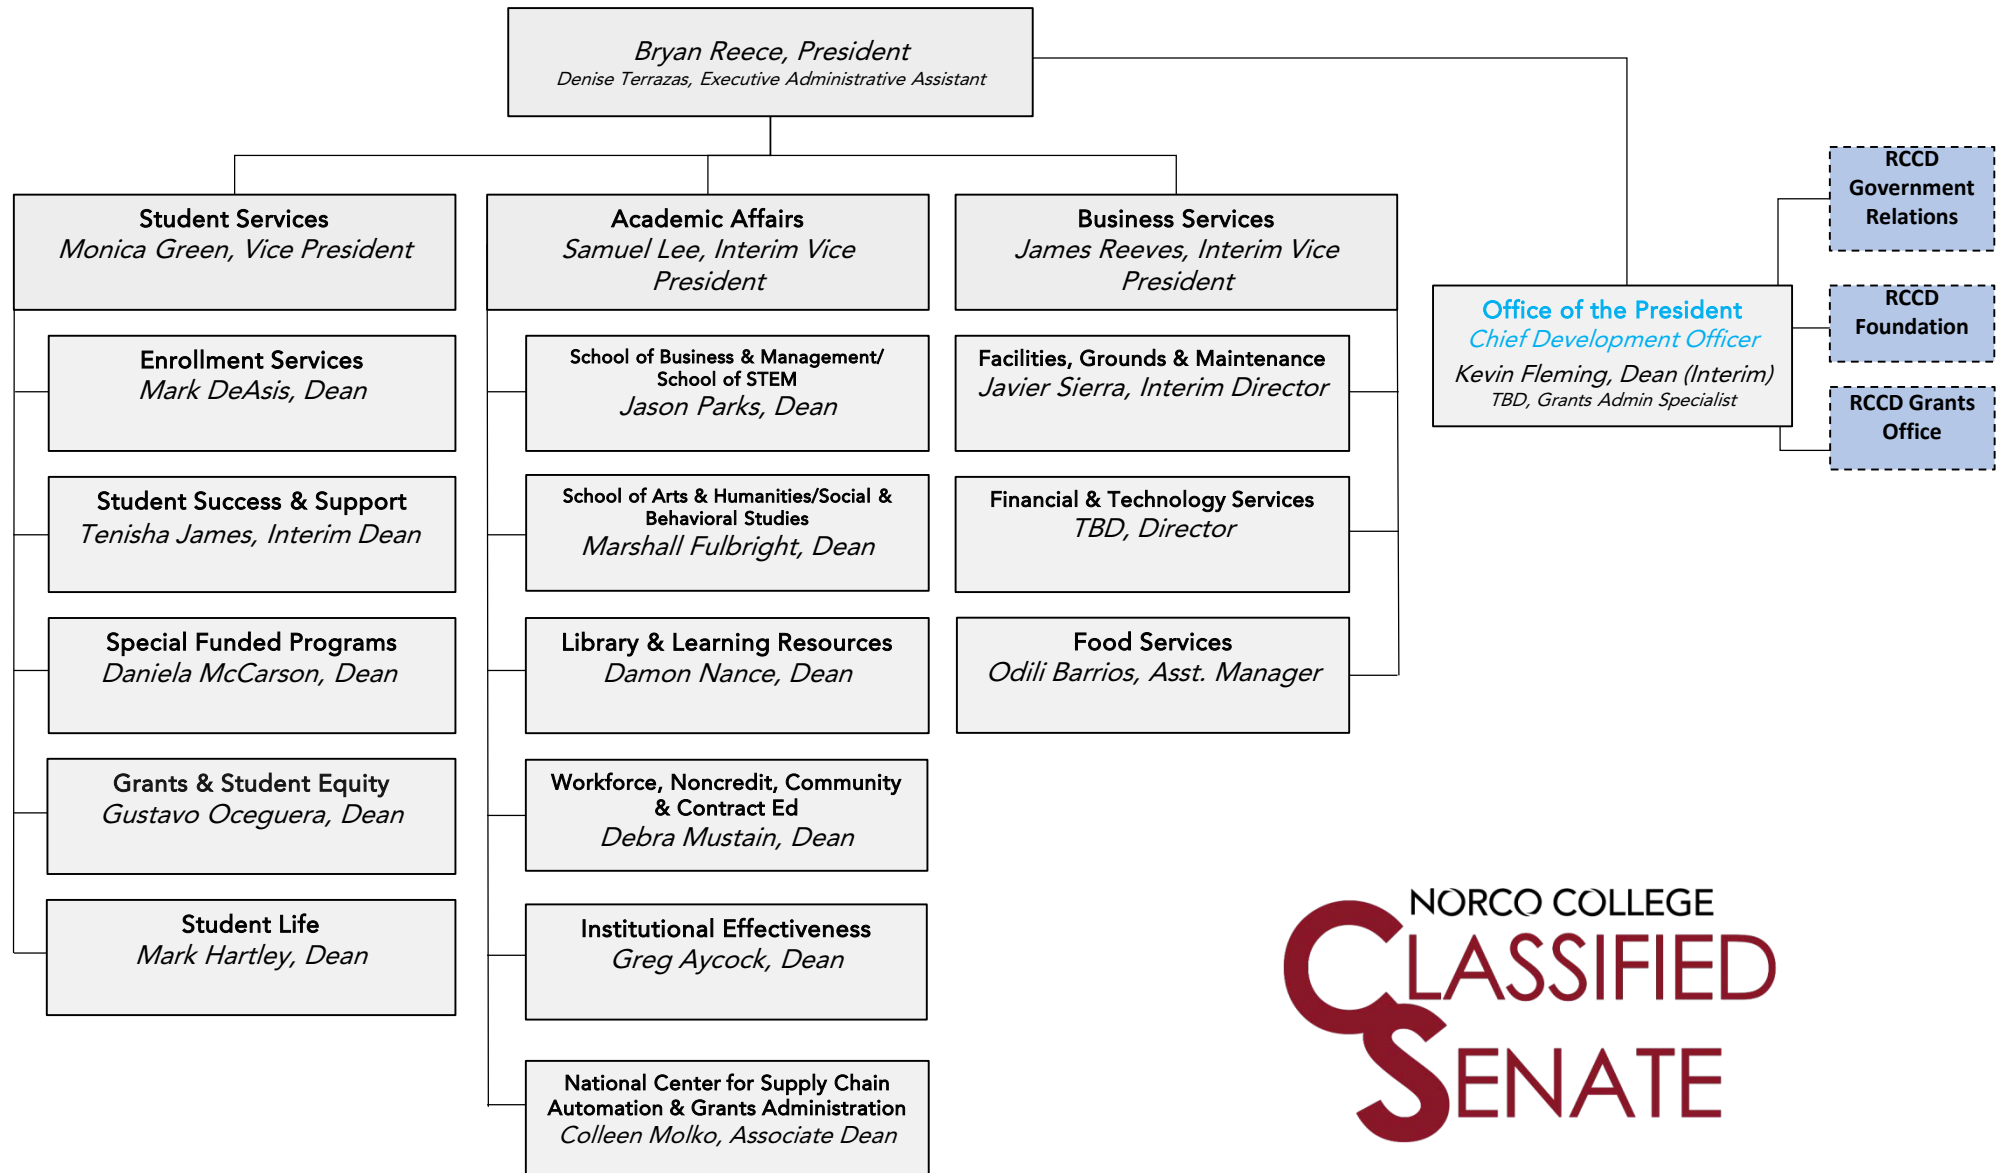 Bryan Reece, President
Denise Terrazas, Executive Administrative Assistant
Student Services
Monica Green, Vice President
Enrollment Services
Mark DeAsis, Dean
Student Success & Support
Tenisha James, Interim Dean
Special Funded Programs
Daniela McCarson, Dean
Grants & Student Equity
Gustavo Oceguera, Dean
Student Life
Mark Hartley, Dean
Academic Affairs
Samuel Lee, Interim Vice
President
School of Business & Management/
School of STEM
Jason Parks, Dean
School of Arts & Humanities/Social &
Behavioral Studies
Marshall Fulbright, Dean
Library & Learning Resources
Damon Nance, Dean
Workforce, Noncredit, Community
& Contract Ed
Debra Mustain, Dean
Institutional Effectiveness
Greg Aycock, Dean
National Center for Supply Chain
Automation & Grants Administration
Colleen Molko, Associate Dean
Business Services
James Reeves, Interim Vice
President
Facilities, Grounds & Maintenance
Javier Sierra, Interim Director
Financial & Technology Services
TBD, Director
Food Services
Odili Barrios, Asst. Manager
Office of the President
Chief Development Officer
Kevin Fleming, Dean (Interim)
TBD, Grants Admin Specialist
RCCD
Government
Relations
RCCD
Foundation
RCCD Grants
Office
NORCO COLLEGE
CLASSIFIED
SENATE